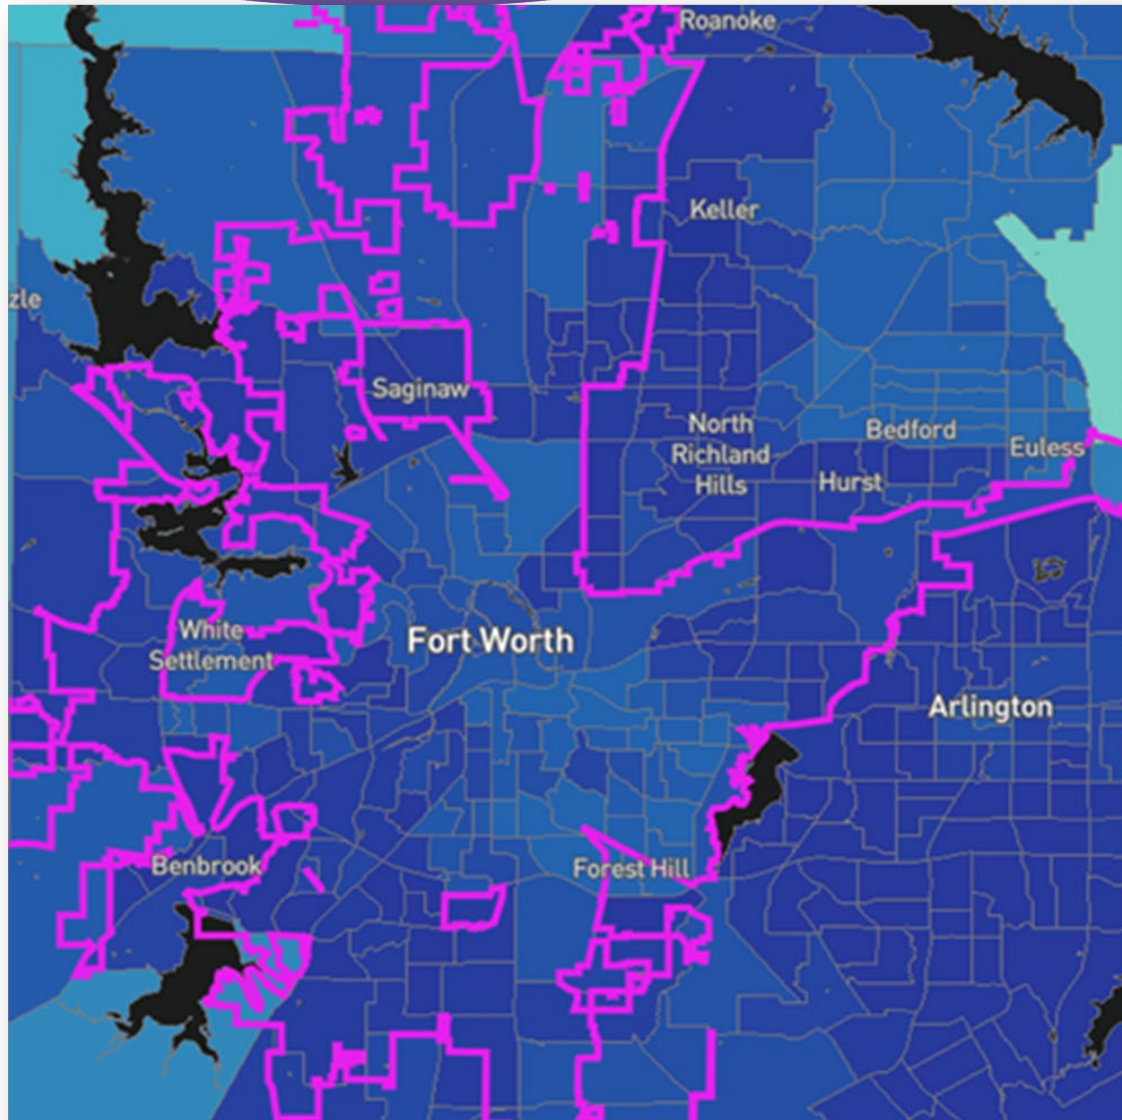 Roanoke
Keller
zle
Saginaw
North
Richland
Hills
Bedford
Euless
Hurst
White
Settlement
Fort Worth
Arlington
Benbrook
Forest Hill